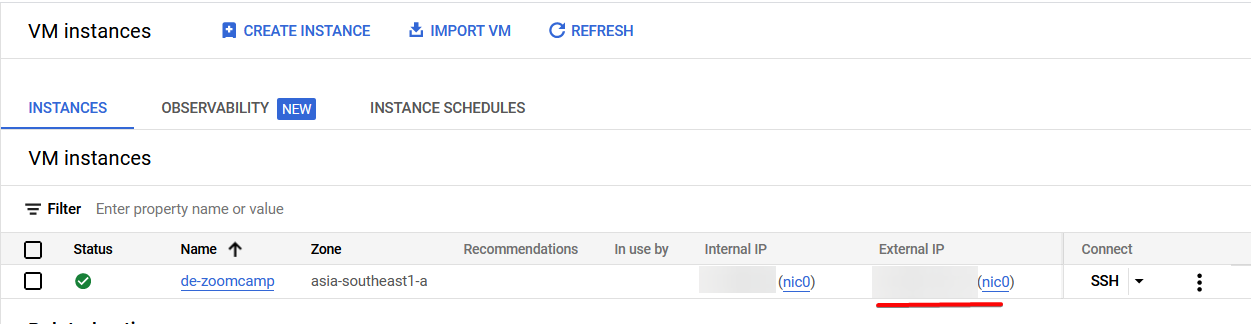 VM instances CREATE INSTANCE IMPORT VM REFRESH
INSTANCES OBSERVABILITY NEW INSTANCE SCHEDULES
VM instances
Filter Enter property name or value
Status Name Zone Recommendations In use by Internal IP External IP Connect
de-zoomcamp asia-southeast1-a (nic0) (nic0) SSH